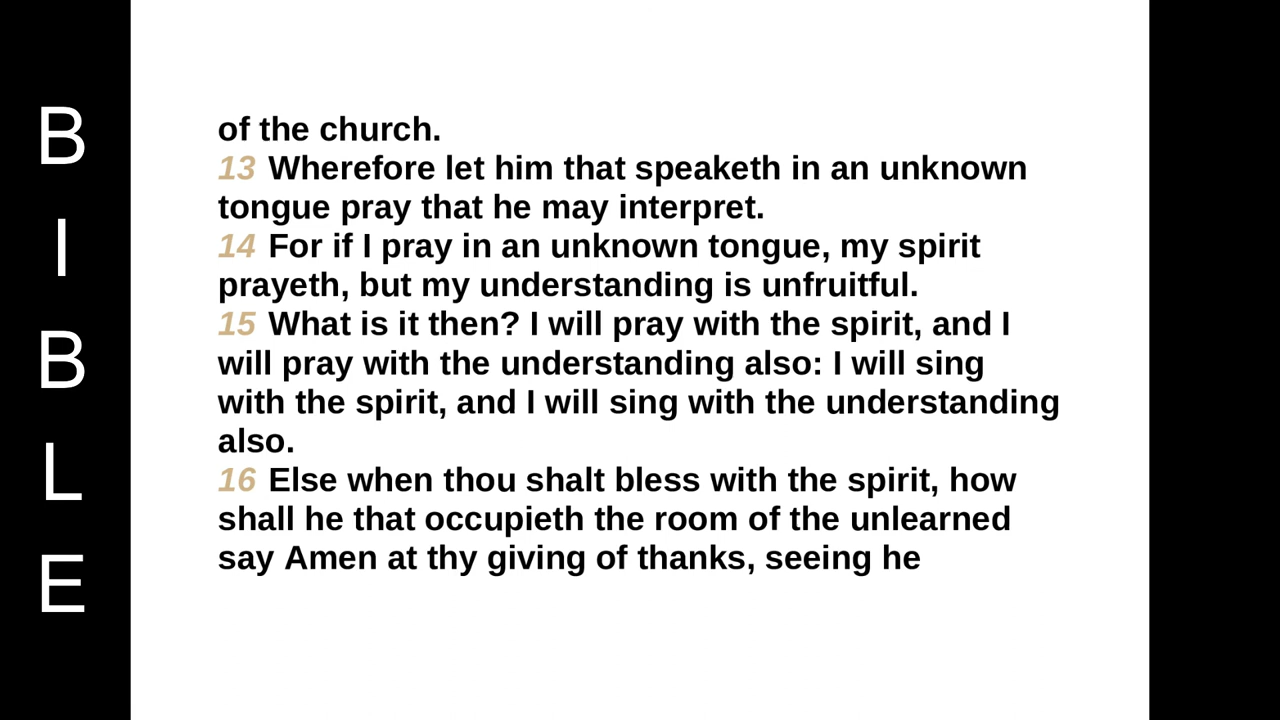 BIBLE
of the church.
13 Wherefore let him that speaketh in an unknown
tongue pray that he may interpret.
14 For if I pray in an unknown tongue, my spirit
prayeth, but my understanding is unfruitful.
15 What is it then? I will pray with the spirit, and I
will pray with the understanding also: I will sing
with the spirit, and I will sing with the understanding
also.
16 Else when thou shalt bless with the spirit, how
shall he that occupieth the room of the unlearned
say Amen at thy giving of thanks, seeing he